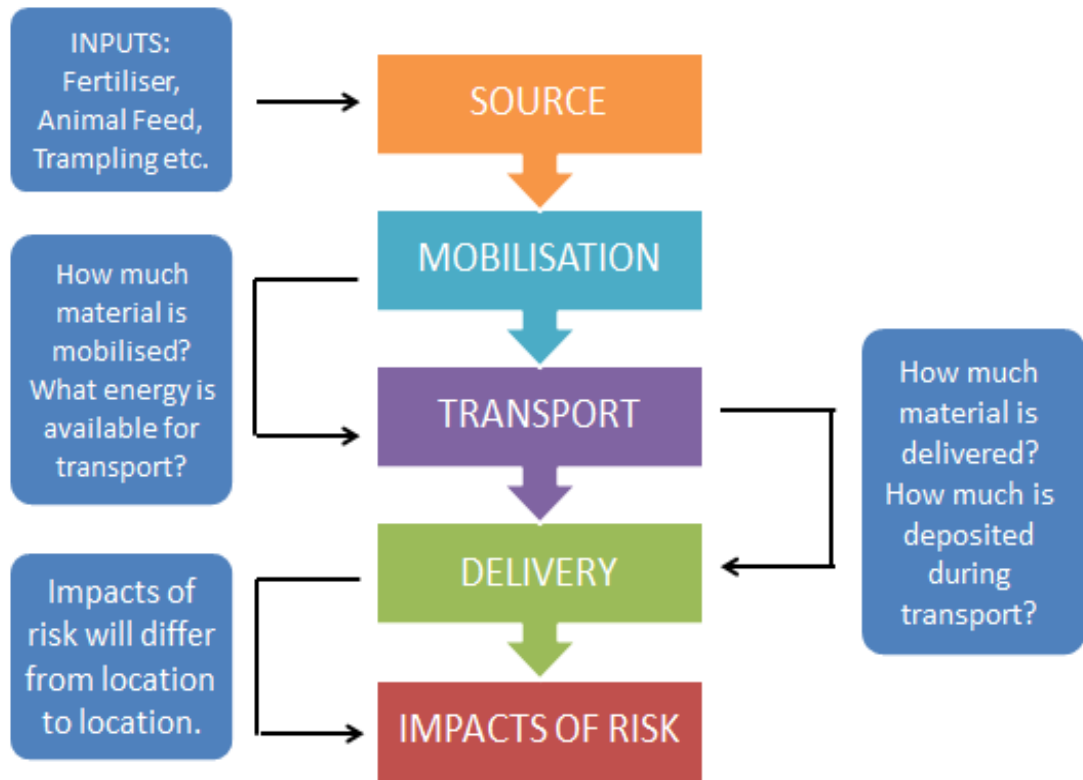 INPUTS:
Fertiliser,
Animal Feed,
Trampling etc.
SOURCE
MOBILISATION
How much
material is
mobilised?
What energy is
available for
transport?
TRANSPORT
How much
material is
delivered?
How much is
deposited
during
transport?
DELIVERY
Impacts of
risk will differ
from location
to location.
IMPACTS OF RISK